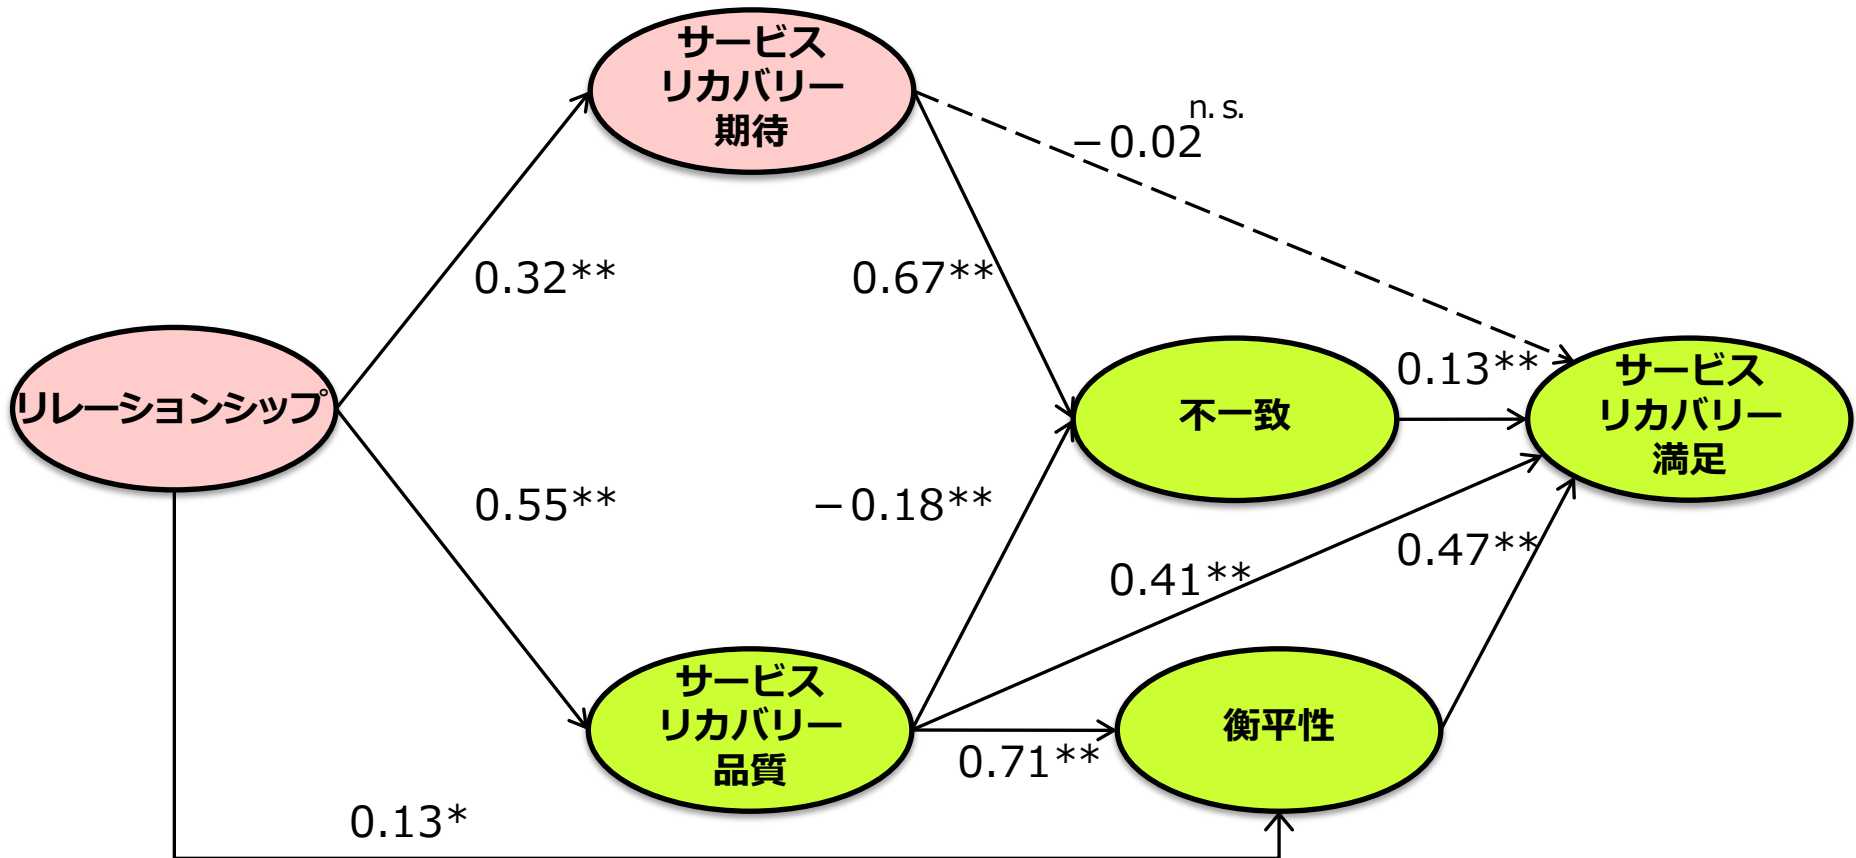 サービス
リカバリー
期待
n.s.
−0.02
0.32**
0.67**
リレーションシップ
不一致
0.13**
サービス
リカバリー
満足
0.55**
−0.18**
0.41**
0.47**
サービス
リカバリー
品質
0.71**
衡平性
0.13*